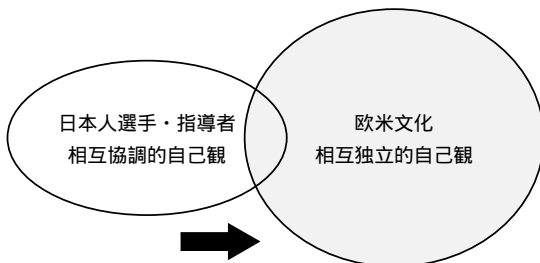 日本人選手・指導者
相互協調的自己観
欧米文化
相互独立的自己観